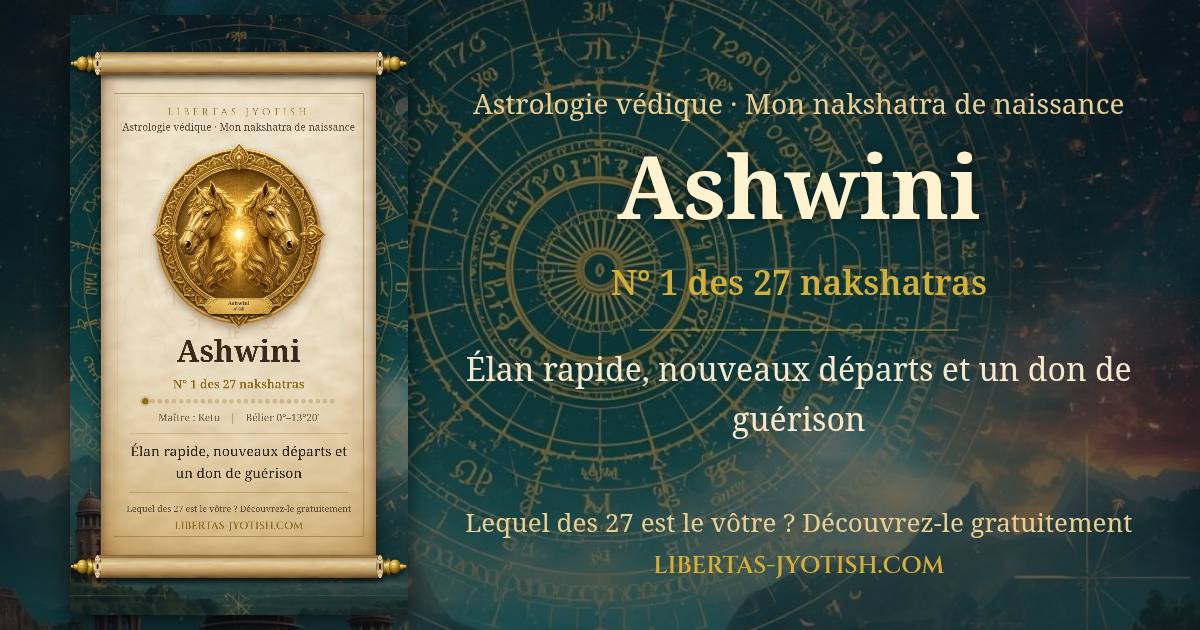 LIBERTAS JYOTISH
Astrologie védique · Mon nakshatra de naissance
Ashwini
Ashwini
N° 1 des 27 nakshatras
Maître : Ketu | Bélier 0°–13°20'
Élan rapide, nouveaux départs et
un don de guérison
Lequel des 27 est le vôtre ? Découvrez-le gratuitement
LIBERTAS-JYOTISH.COM
Astrologie védique · Mon nakshatra de naissance
Ashwini
N° 1 des 27 nakshatras
Élan rapide, nouveaux départs et un don de
guérison
Lequel des 27 est le vôtre ? Découvrez-le gratuitement
LIBERTAS-JYOTISH.COM